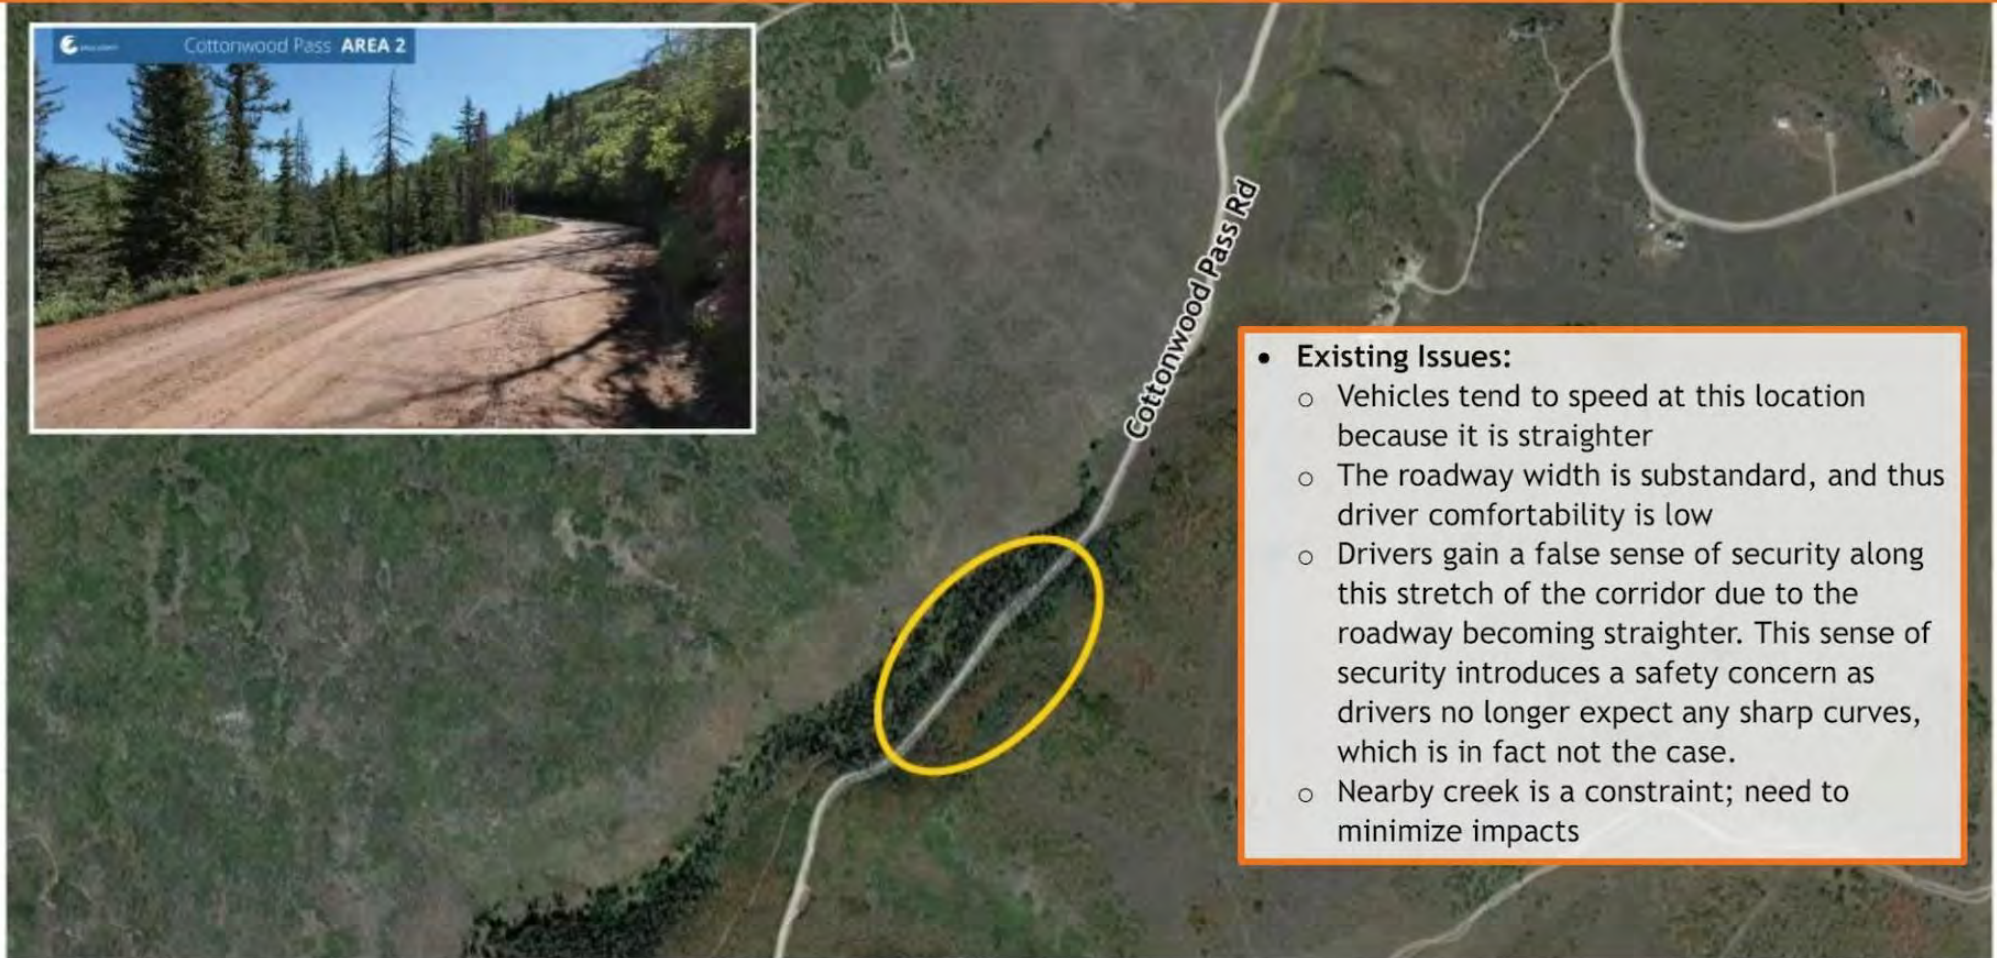 Cottonwood Pass AREA 2
Cottonwood Pass Rd
• Existing Issues:
o Vehicles tend to speed at this location
because it is straighter
o The roadway width is substandard, and thus
driver comfortability is low
o Drivers gain a false sense of security along
this stretch of the corridor due to the
roadway becoming straighter. This sense of
security introduces a safety concern as
drivers no longer expect any sharp curves,
which is in fact not the case.
o Nearby creek is a constraint; need to
minimize impacts